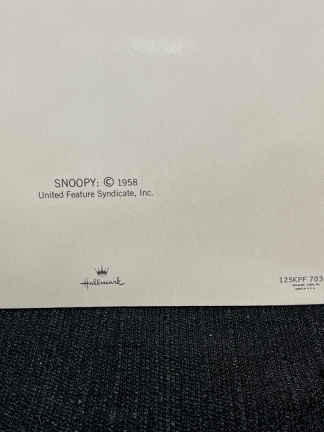 SNOOPY: © 1958
United Feature Syndicate, Inc.
Hallmark
125KPF 703